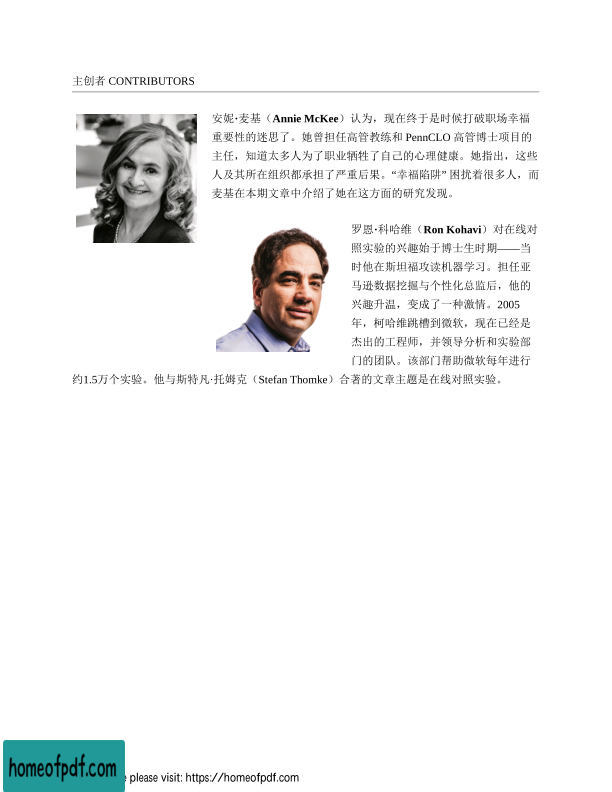 主创者 CONTRIBUTORS
安妮·麦基（Annie McKee）认为，现在终于是时候打破职场幸福
重要性的迷思了。她曾担任高管教练和 PennCLO 高管博士项目的
主任，知道太多人为了职业牺牲了自己的心理健康。她指出，这些
人及其所在组织都承担了严重后果。“幸福陷阱” 困扰着很多人，而
麦基在本期文章中介绍了她在这方面的研究发现。
罗恩·科哈维（Ron Kohavi）对在线对
照实验的兴趣始于博士生时期——当
时他在斯坦福攻读机器学习。担任亚
马逊数据挖掘与个性化总监后，他的
兴趣升温，变成了一种激情。2005
年，柯哈维跳槽到微软，现在已经是
杰出的工程师，并领导分析和实验部
门的团队。该部门帮助微软每年进行
约1.5万个实验。他与斯特凡·托姆克（Stefan Thomke）合著的文章主题是在线对照实验。
homeofpdf.com
please visit: https://homeofpdf.com